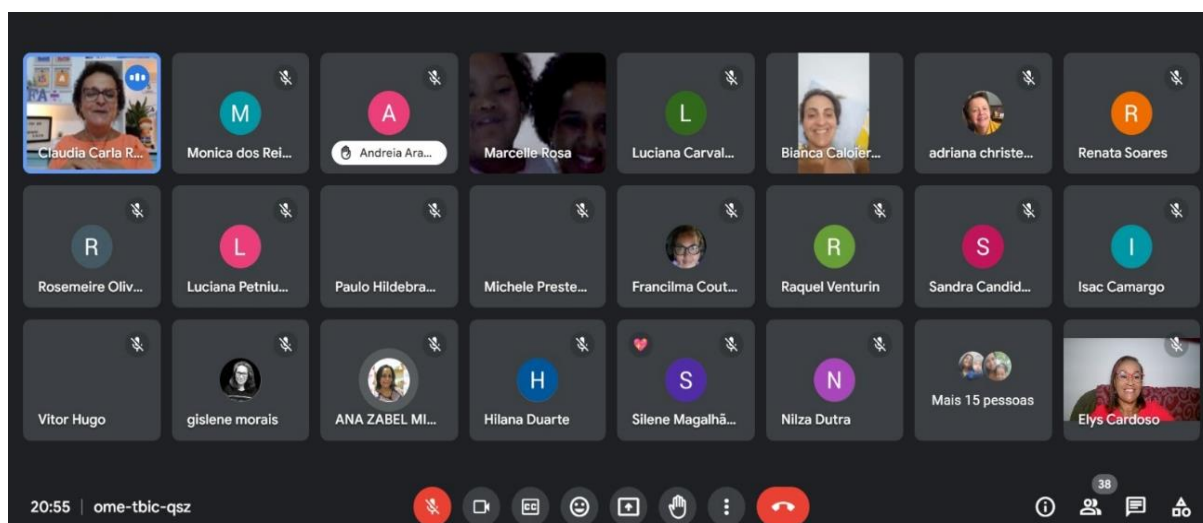 FA
Claudia Carla R...
M
Monica dos Rei...
A
Andreia Ara...
Marcelle Rosa
L
Luciana Carval...
Bianca Caloier...
adriana christe...
R
Renata Soares
R
Rosemeire Oliv...
L
Luciana Petniu...
Paulo Hildebra...
Michele Preste...
Francilma Cout...
R
Raquel Venturin
S
Sandra Candid...
I
Isac Camargo
Vitor Hugo
gislene morais
ANA ZABEL MI...
H
Hilana Duarte
S
Silene Magalhã...
N
Nilza Dutra
Mais 15 pessoas
Elys Cardoso
20:55 | ome-tbic-qsz
CC
38